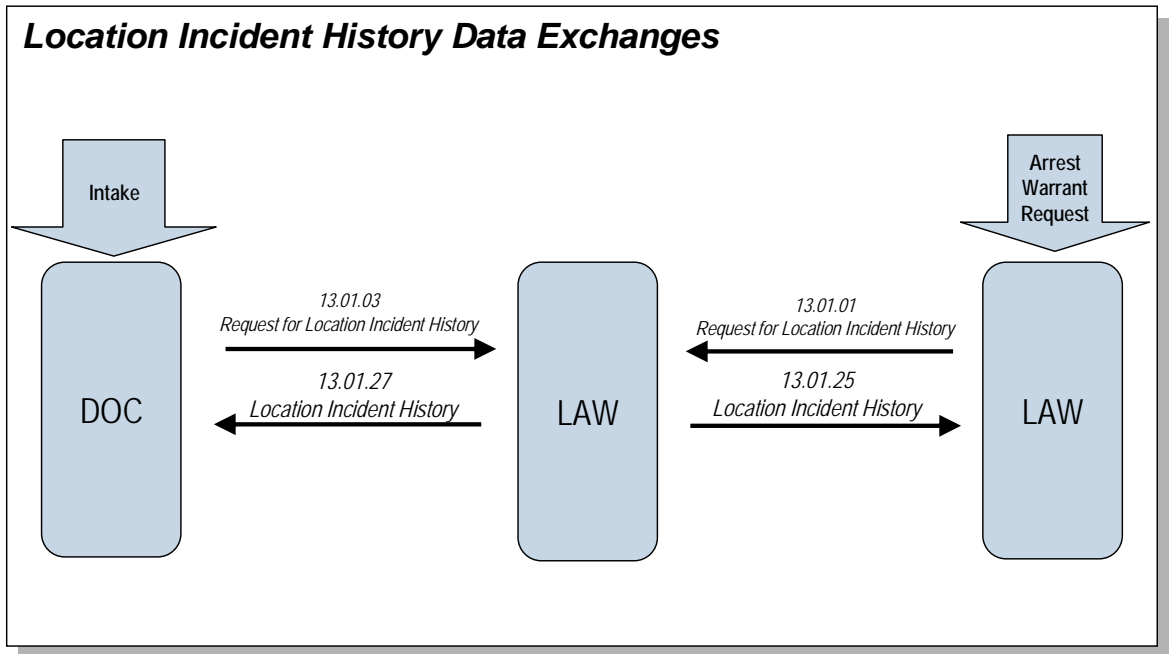 Location Incident History Data Exchanges
Intake
Arrest
Warrant
Request
13.01.03
Request for Location Incident History
13.01.01
Request for Location Incident History
13.01.27
Location Incident History
13.01.25
Location Incident History
DOC
LAW
LAW